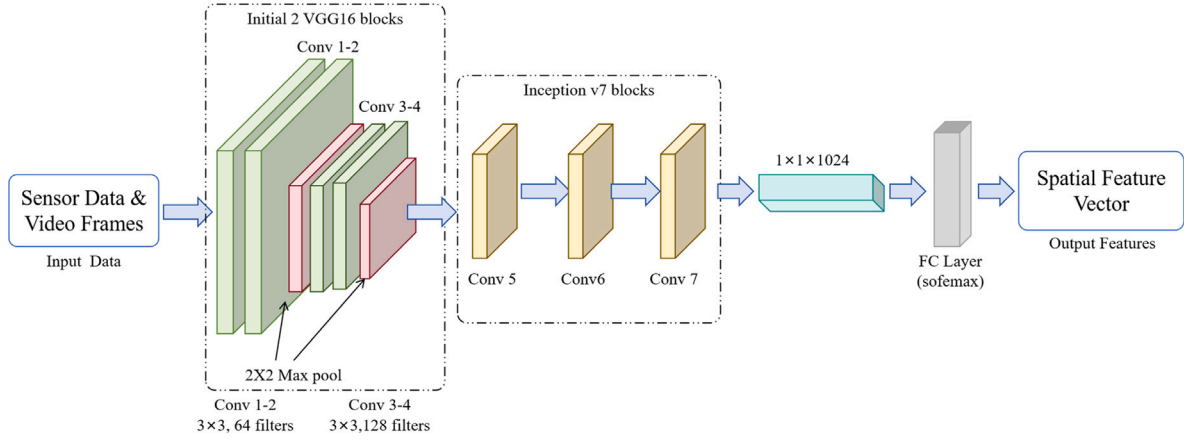 Initial 2 VGG16 blocks
Conv 1-2
Conv 3-4
2X2 Max pool
Conv 1-2
3×3, 64 filters
Conv 3-4
3×3,128 filters
Sensor Data &
Video Frames
Input Data
Inception v7 blocks
Conv 5
Conv6
Conv 7
1×1×1024
FC Layer
(sofemax)
Spatial Feature
Vector
Output Features